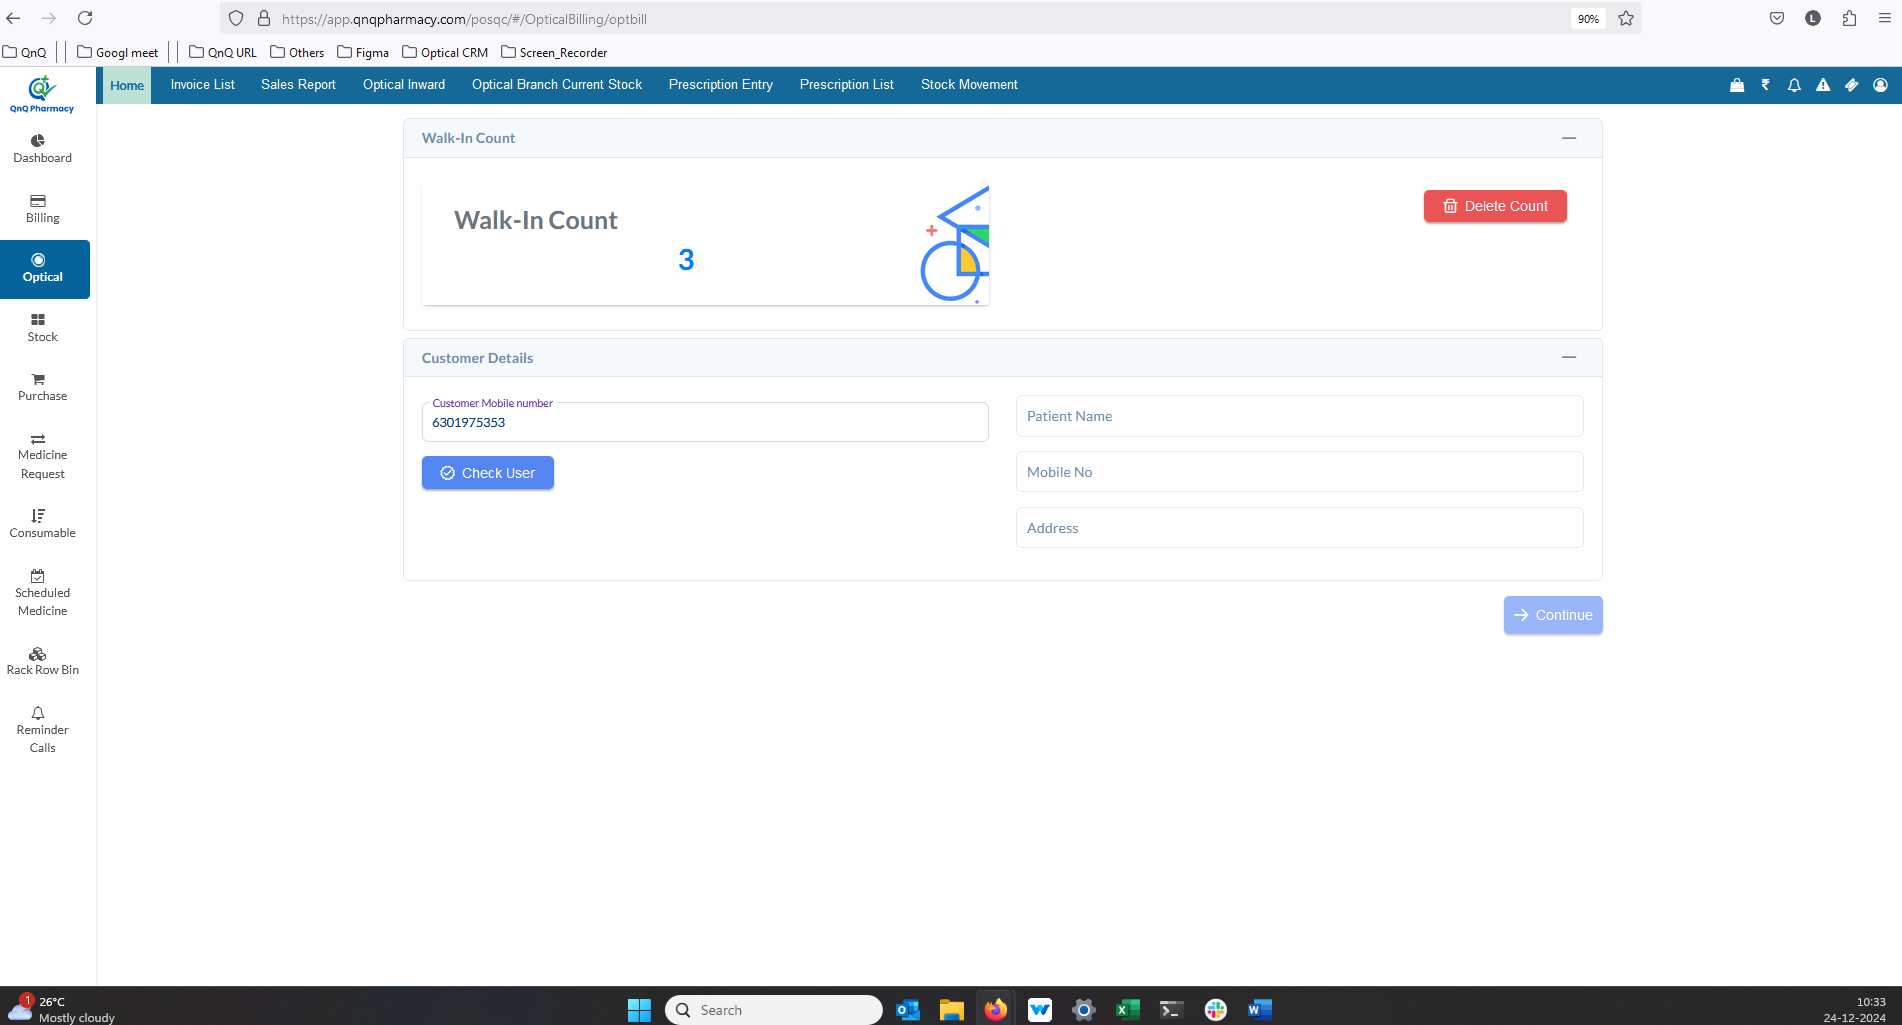 https://app.qnqpharmacy.com/posqc/#/OpticalBilling/optbill
90%
L
QnQ
Googl meet
QnQ URL
Others
Figma
Optical CRM
Screen_Recorder
QnQ Pharmacy
Home
Invoice List
Sales Report
Optical Inward
Optical Branch Current Stock
Prescription Entry
Prescription List
Stock Movement
₹
Dashboard
Billing
Optical
Stock
Purchase
Medicine
Request
Consumable
Scheduled
Medicine
Rack Row Bin
Reminder
Calls
Walk-In Count
Walk-In Count
3
Delete Count
Customer Details
Customer Mobile number
6301975353
Check User
Patient Name
Mobile No
Address
Continue
1
26°C
Mostly cloudy
Search
10:33
24-12-2024